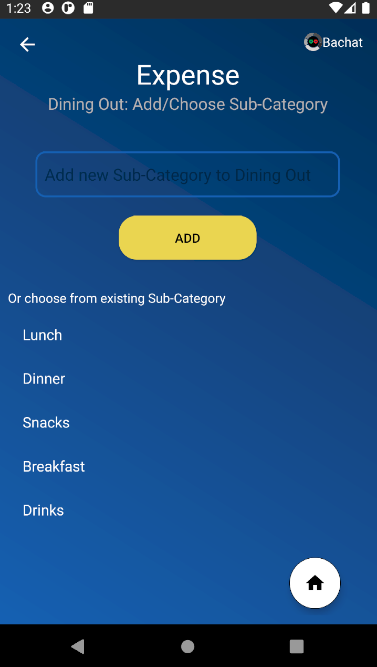 1:23
Bachat
Expense
Dining Out: Add/Choose Sub-Category
Add new Sub-Category to Dining Out
ADD
Or choose from existing Sub-Category
Lunch
Dinner
Snacks
Breakfast
Drinks